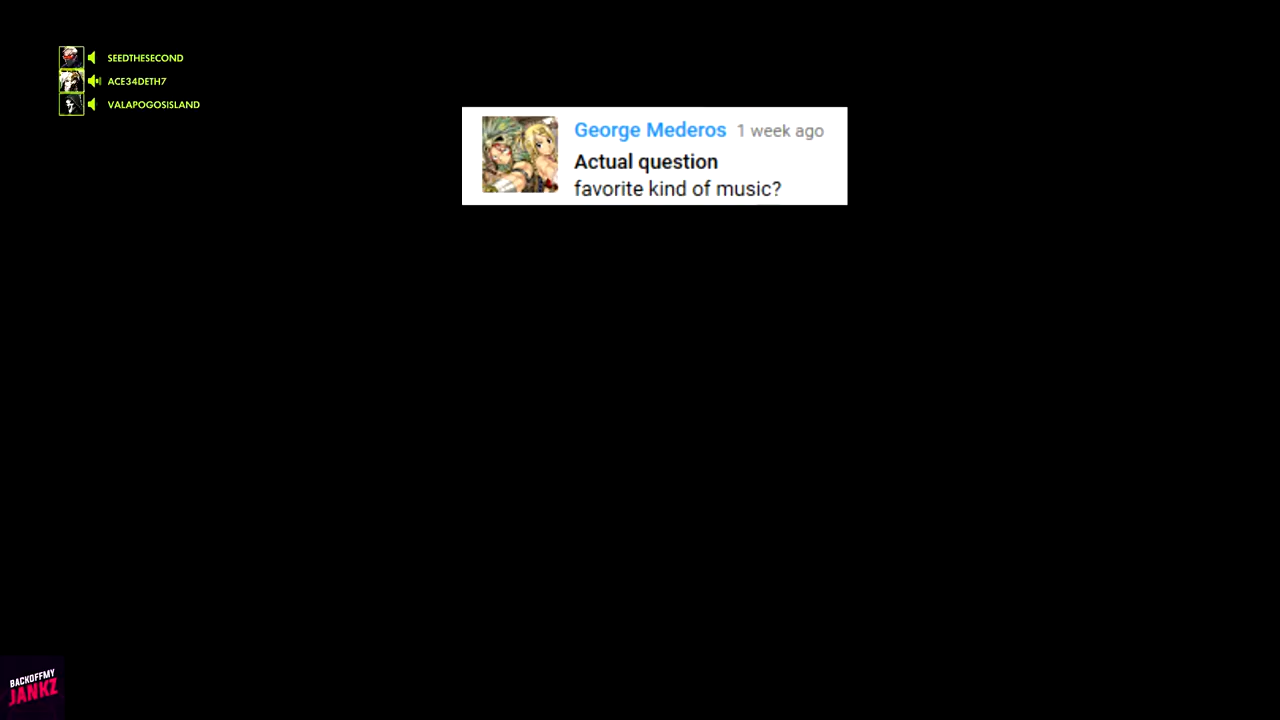 SEEDTHESECOND
ACE34DETH7
VALAPOGOSISLAND
George Mederos 1 week ago
Actual question
favorite kind of music?
BACKOFFMY
JANKZ